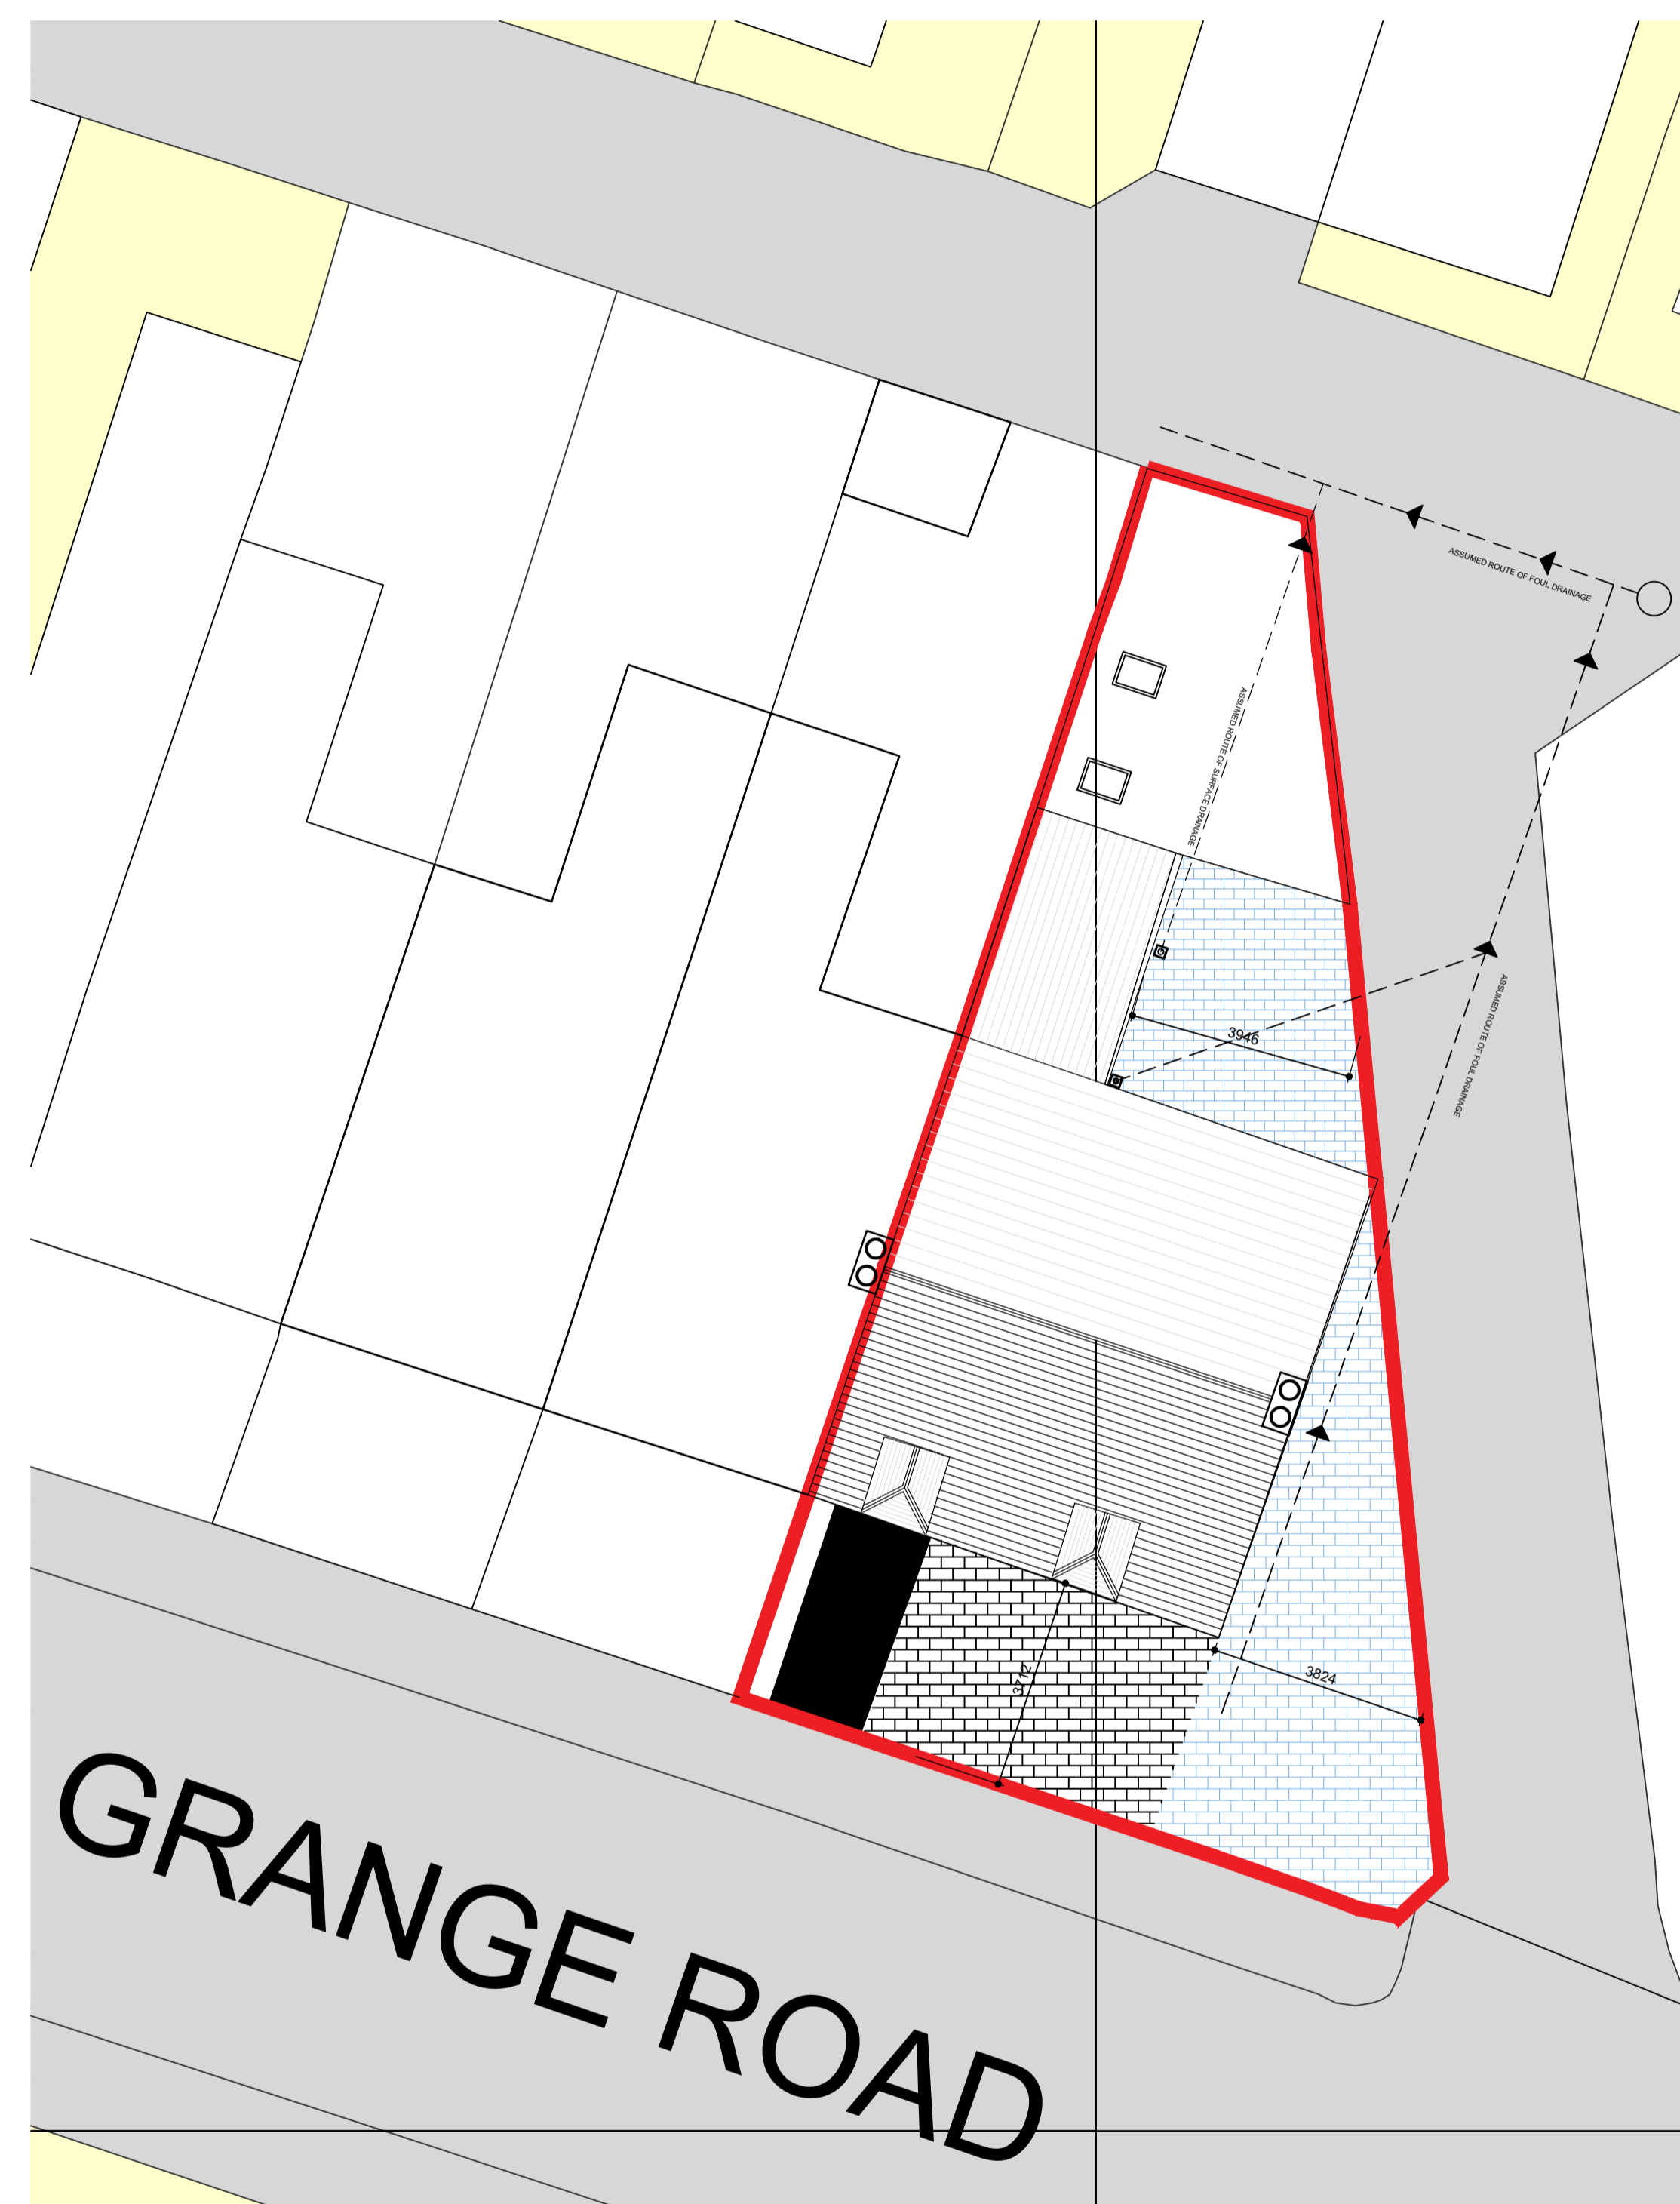 ASSUMED ROUTE OF FOUL DRAINAGE
ASSUMED ROUTE OF SURFACE DRAINAGE
3946
ASSUMED ROUTE OF FOUL DRAINAGE
3712
3824
GRANGE ROAD